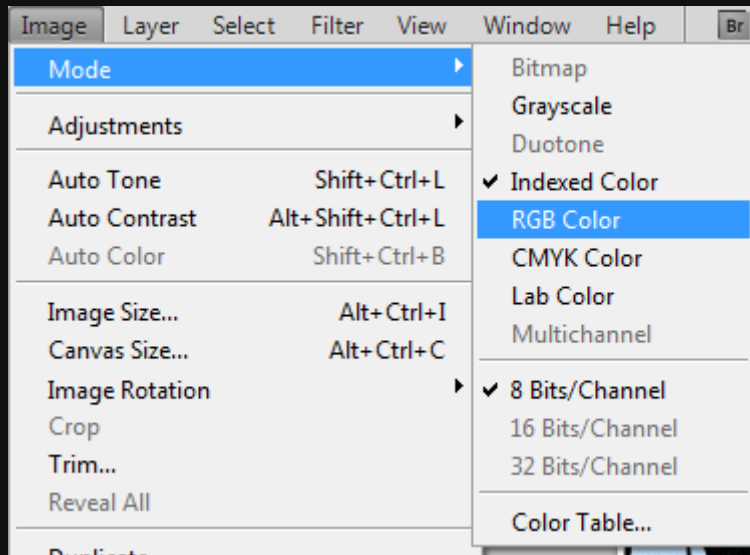 Image Layer Select Filter View Window Help Br
Mode
Adjustments
Auto Tone Shift+Ctrl+L
Auto Contrast Alt+Shift+Ctrl+L
Auto Color Shift+Ctrl+B
Image Size... Alt+Ctrl+I
Canvas Size... Alt+Ctrl+C
Image Rotation
Crop
Trim...
Reveal All
Bitmap
Grayscale
Duotone
Indexed Color
RGB Color
CMYK Color
Lab Color
Multichannel
8 Bits/Channel
16 Bits/Channel
32 Bits/Channel
Color Table...